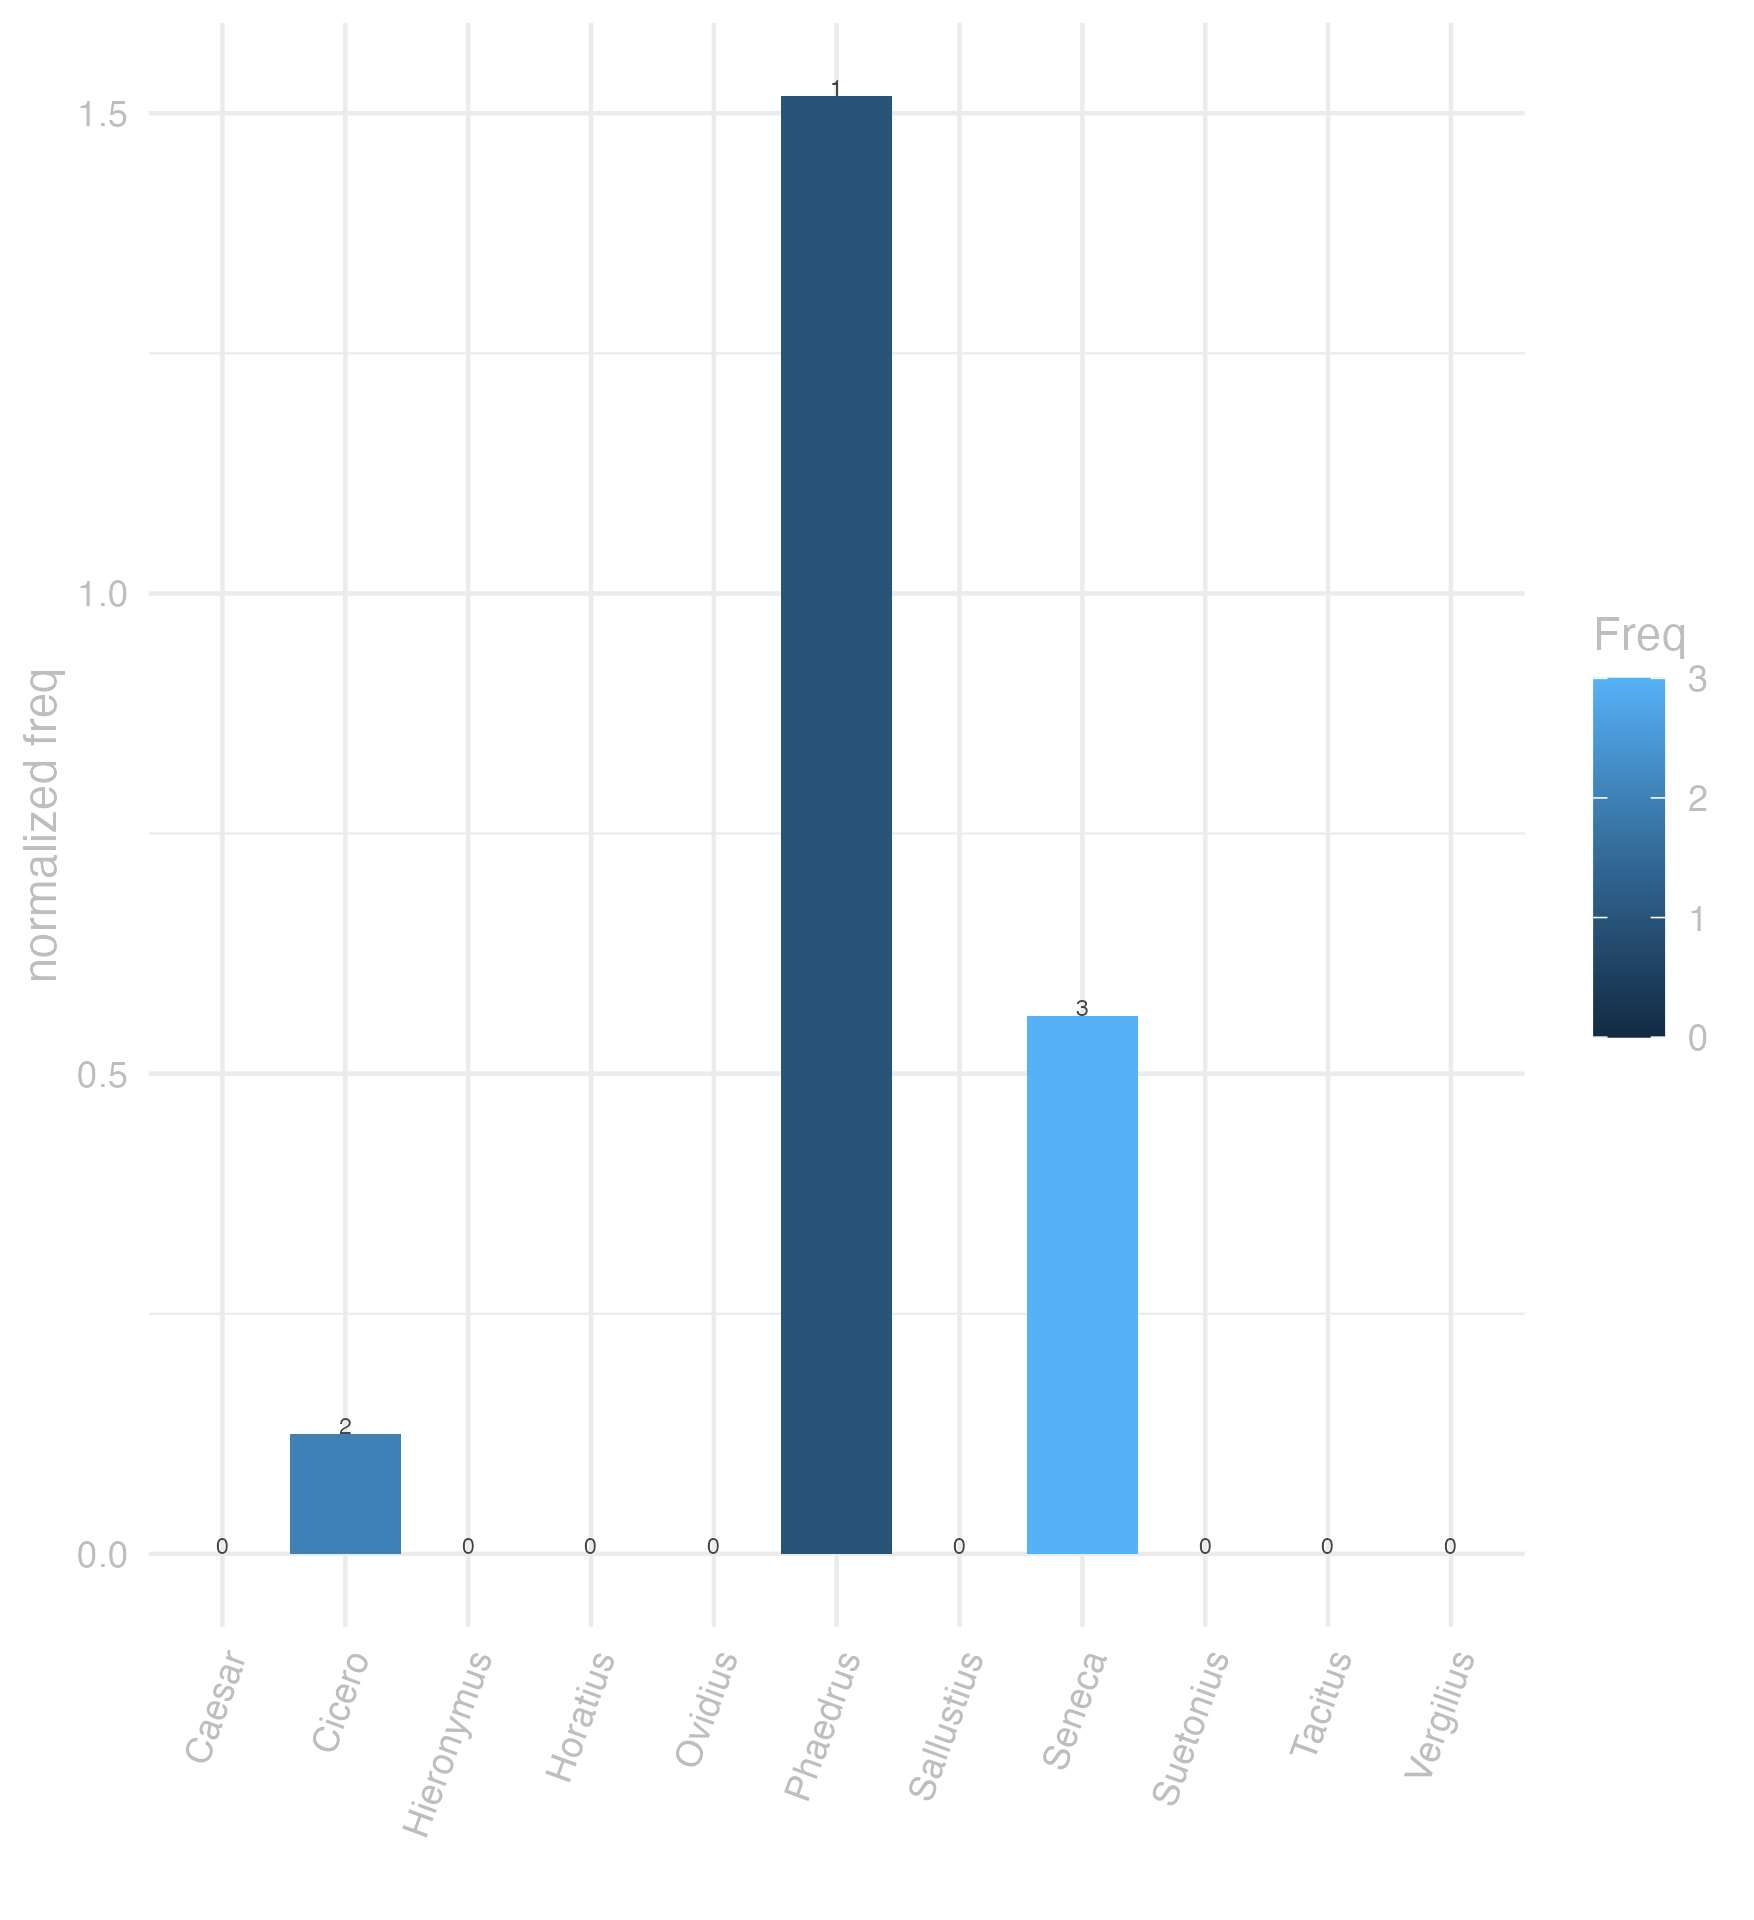 normalized freq
1.5
1.0
0.5
0.0
1
3
2
0 0 0 0 0 0 0 0
Caesar
Cicero
Hieronymus
Horatius
Ovidius
Phaedrus
Sallustius
Seneca
Suetonius
Tacitus
Vergilius
Freq
3
2
1
0